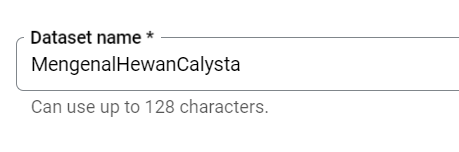 Dataset name *
MengenalHewanCalysta
Can use up to 128 characters.